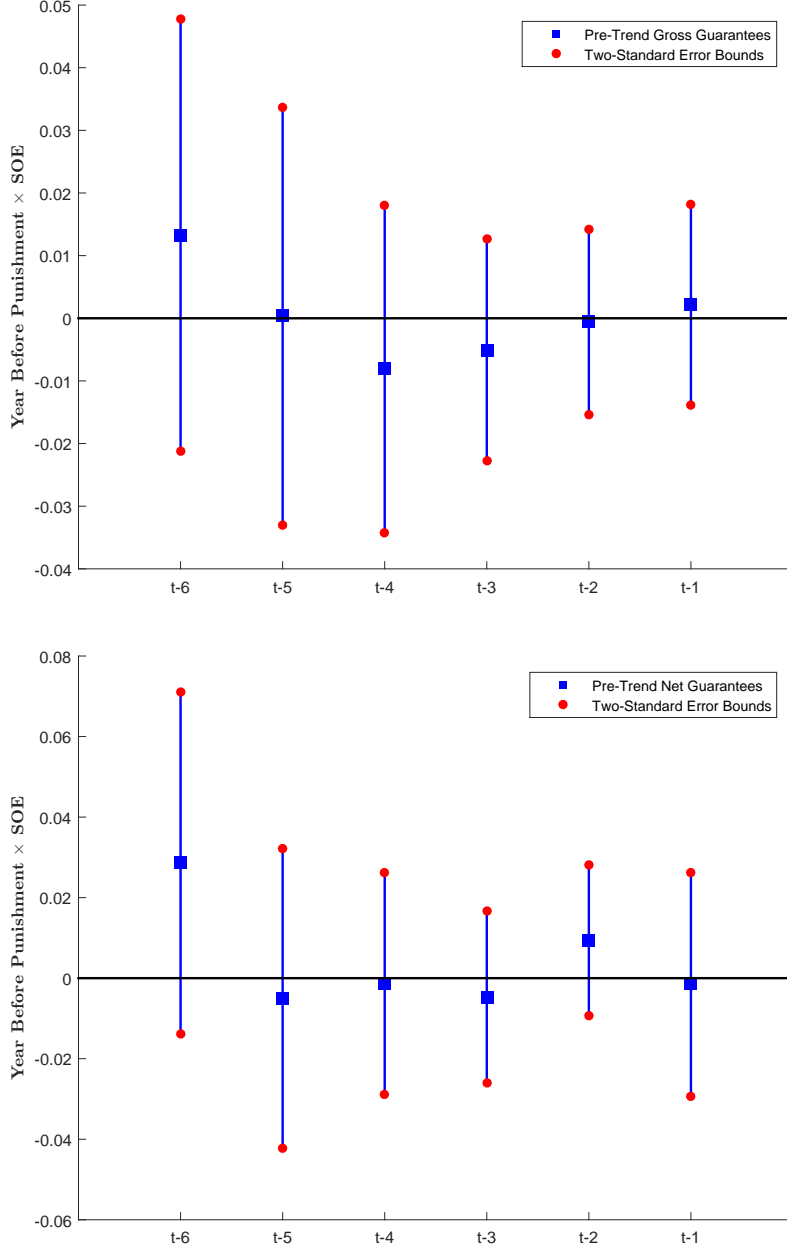 Pre-Trend Gross Guarantees
Two-Standard Error Bounds
Year Before Punishment × SOE
0.05
0.04
0.03
0.02
0.01
0
-0.01
-0.02
-0.03
-0.04
t-6 t-5 t-4 t-3 t-2 t-1
Pre-Trend Net Guarantees
Two-Standard Error Bounds
Year Before Punishment × SOE
0.08
0.06
0.04
0.02
0
-0.02
-0.04
-0.06
t-6 t-5 t-4 t-3 t-2 t-1